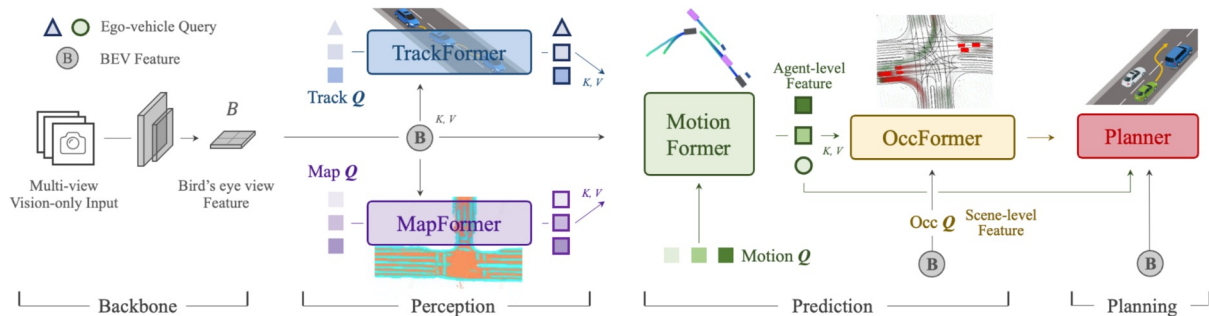 Ego-vehicle Query
B
BEV Feature
B
Multi-view
Vision-only Input
Bird's eye view
Feature
Backbone
TrackFormer
Track Q
K, V
K, V
B
Map Q
K, V
MapFormer
Perception
Motion
Former
Agent-level
Feature
K, V
OccFormer
Planner
Occ Q
Scene-level
Feature
Motion Q
B
B
Prediction
Planning